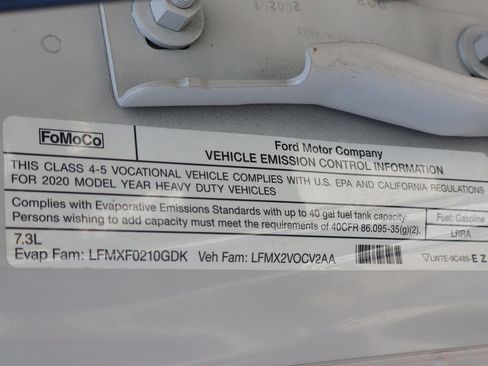 FoMoCo
Ford Motor Company
VEHICLE EMISSION CONTROL INFORMATION
THIS CLASS 4-5 VOCATIONAL VEHICLE COMPLIES WITH U.S. EPA AND CALIFORNIA REGULATIONS
FOR 2020 MODEL YEAR HEAVY DUTY VEHICLES
Complies with Evaporative Emissions Standards with up to 40 gal fuel tank capacity.
Persons wishing to add capacity must meet the requirements of 40CFR 86.095-35(g)(2).
Fuel: Gasoline
LRRA
7.3L
Evap Fam: LFMXF0210GDK Veh Fam: LFMX2VOCV2AA
LW7E-9C485-EZ